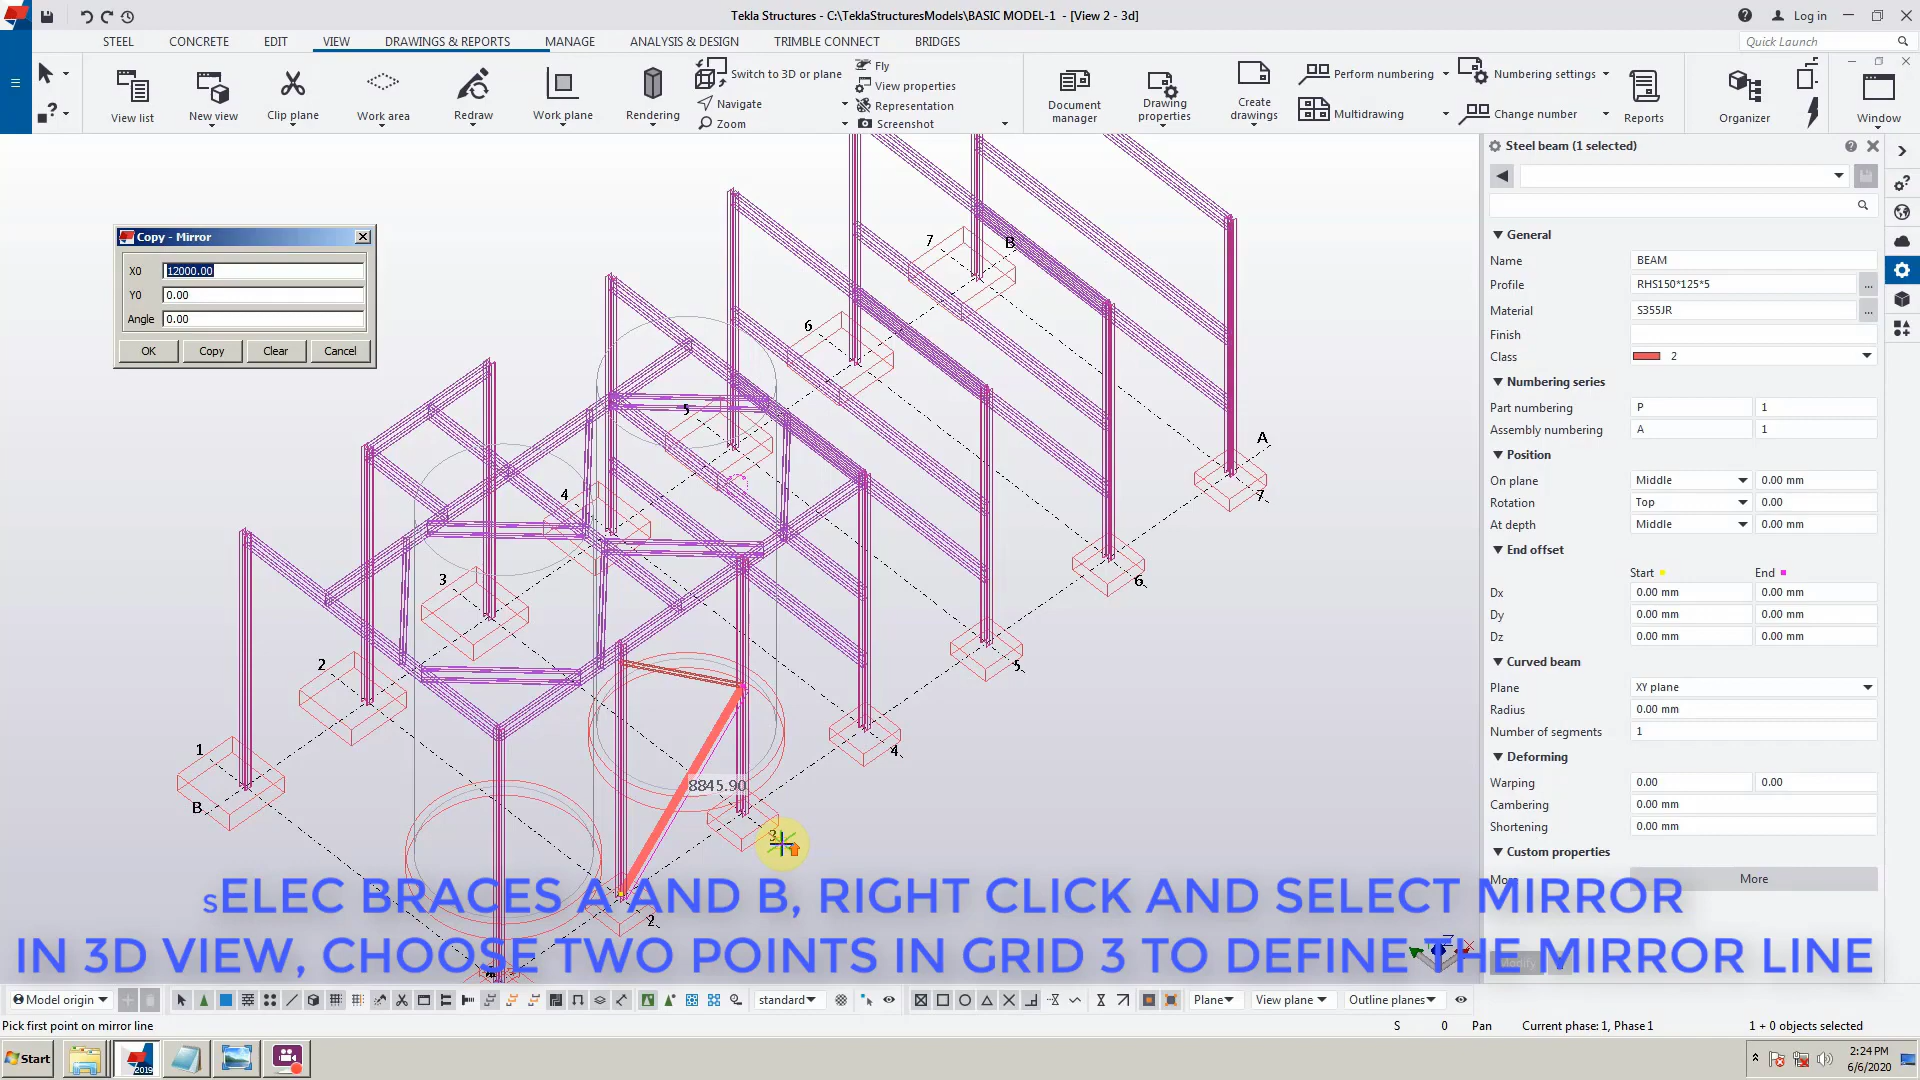 Tekla Structures - C:\TeklaStructuresModels\BASIC MODEL-1 - [View 2 - 3d]
Log in
STEEL CONCRETE EDIT VIEW DRAWINGS & REPORTS MANAGE ANALYSIS & DESIGN TRIMBLE CONNECT BRIDGES
Quick Launch
View list
New view
Clip plane
Work area
Redraw
Work plane
Rendering
Switch to 3D or plane
Navigate
Zoom
Fly
View properties
Representation
Screenshot
Document manager
Drawing properties
Create drawings
Perform numbering
Multidrawing
Numbering settings
Change number
Reports
Organizer
Window
Copy - Mirror
X0 12000.00
Y0 0.00
Angle 0.00
OK Copy Clear Cancel
7 B
6
5
A
4
7
3
6
2
5
1
4
B
8845.90
3
2
Z
Steel beam (1 selected)
General
Name BEAM
Profile RHS150*125*5 ...
Material S355JR ...
Finish
Class 2
Numbering series
Part numbering P 1
Assembly numbering A 1
Position
On plane Middle 0.00 mm
Rotation Top 0.00
At depth Middle 0.00 mm
End offset
Start End
Dx 0.00 mm 0.00 mm
Dy 0.00 mm 0.00 mm
Dz 0.00 mm 0.00 mm
Curved beam
Plane XY plane
Radius 0.00 mm
Number of segments 1
Deforming
Warping 0.00 0.00
Cambering 0.00 mm
Shortening 0.00 mm
Custom properties
More
Modify
sELEC BRACES A AND B, RIGHT CLICK AND SELECT MIRROR
IN 3D VIEW, CHOOSE TWO POINTS IN GRID 3 TO DEFINE THE MIRROR LINE
Model origin standard Plane View plane Outline planes
Pick first point on mirror line S 0 Pan Current phase: 1, Phase 1 1 + 0 objects selected
Start 2019 2:24 PM
6/6/2020